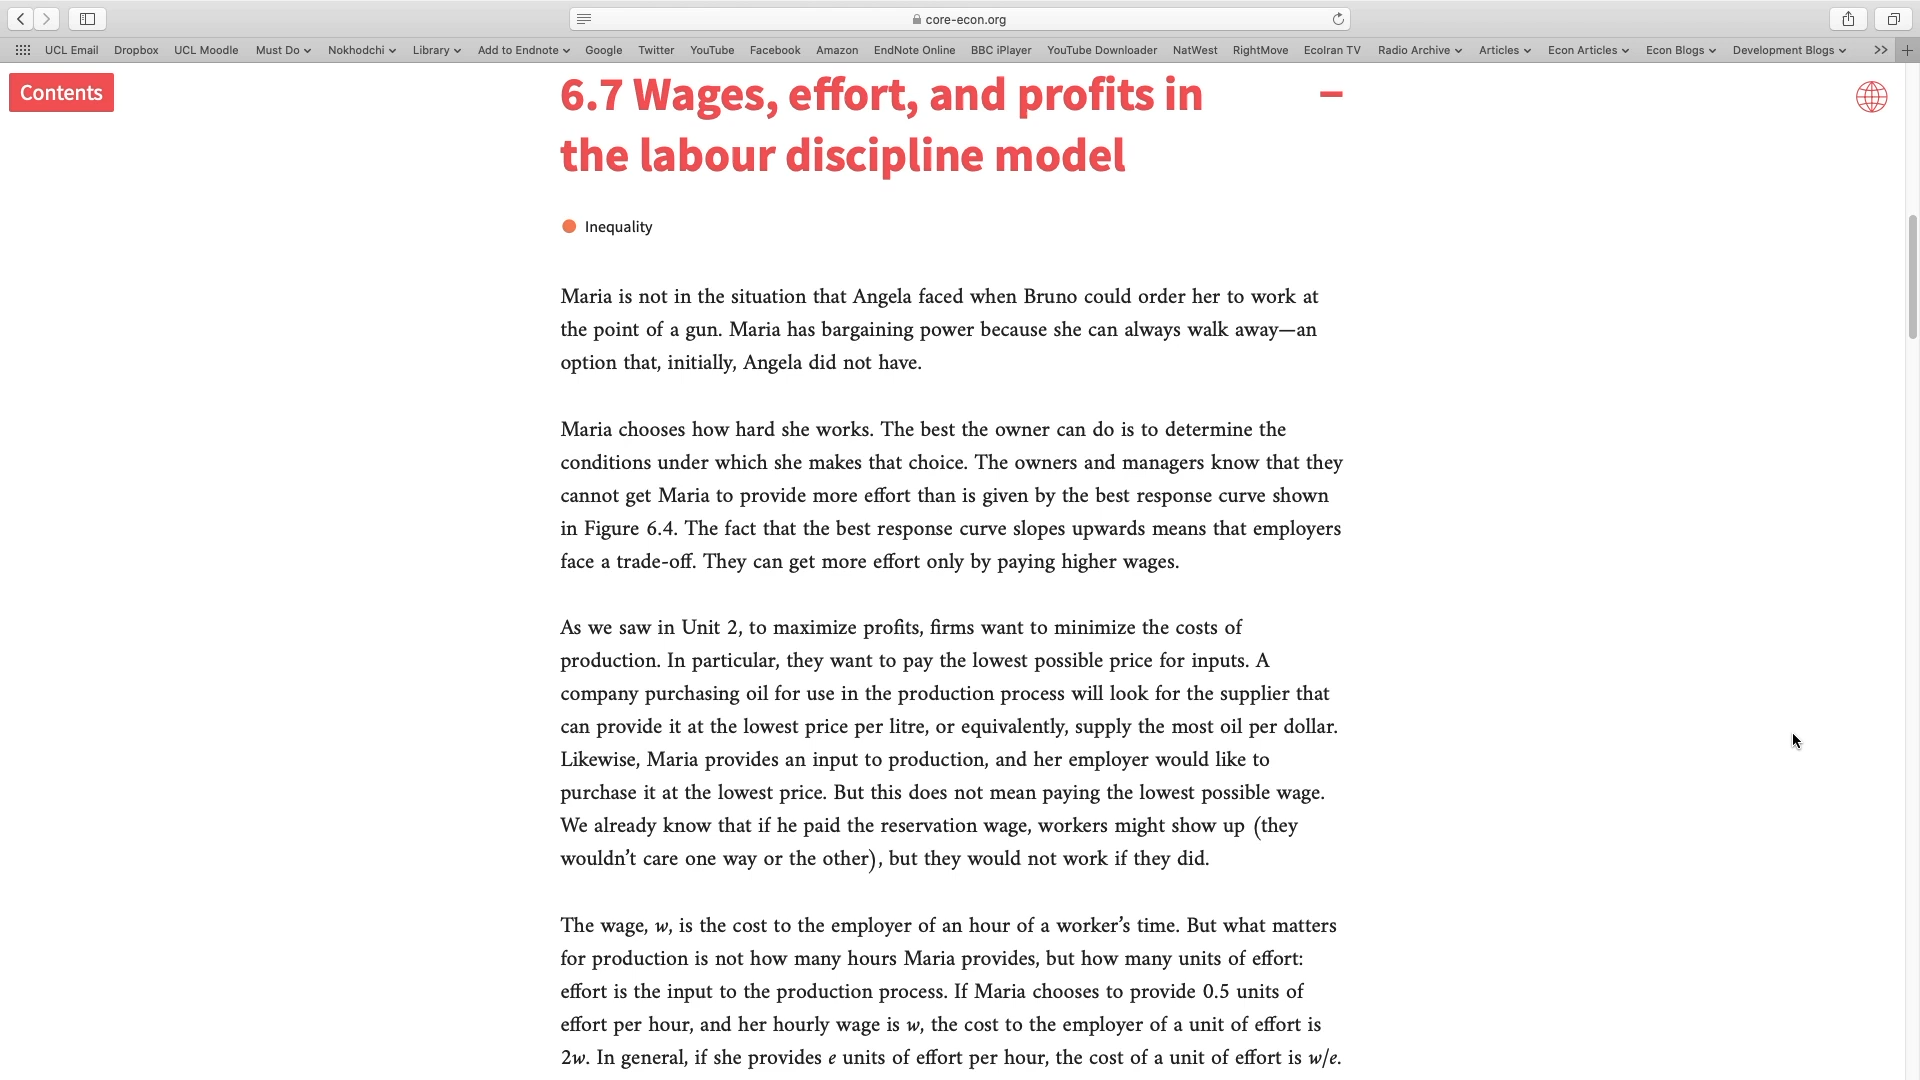 core-econ.org
UCL Email Dropbox UCL Moodle Must Do Nokhodchi Library Add to Endnote Google Twitter YouTube Facebook Amazon EndNote Online BBC iPlayer YouTube Downloader NatWest RightMove EcoIran TV Radio Archive Articles Econ Articles Econ Blogs Development Blogs >> +
Contents
6.7 Wages, effort, and profits in
the labour discipline model
Inequality
Maria is not in the situation that Angela faced when Bruno could order her to work at
the point of a gun. Maria has bargaining power because she can always walk away—an
option that, initially, Angela did not have.
Maria chooses how hard she works. The best the owner can do is to determine the
conditions under which she makes that choice. The owners and managers know that they
cannot get Maria to provide more effort than is given by the best response curve shown
in Figure 6.4. The fact that the best response curve slopes upwards means that employers
face a trade-off. They can get more effort only by paying higher wages.
As we saw in Unit 2, to maximize profits, firms want to minimize the costs of
production. In particular, they want to pay the lowest possible price for inputs. A
company purchasing oil for use in the production process will look for the supplier that
can provide it at the lowest price per litre, or equivalently, supply the most oil per dollar.
Likewise, Maria provides an input to production, and her employer would like to
purchase it at the lowest price. But this does not mean paying the lowest possible wage.
We already know that if he paid the reservation wage, workers might show up (they
wouldn’t care one way or the other), but they would not work if they did.
The wage, w, is the cost to the employer of an hour of a worker’s time. But what matters
for production is not how many hours Maria provides, but how many units of effort:
effort is the input to the production process. If Maria chooses to provide 0.5 units of
effort per hour, and her hourly wage is w, the cost to the employer of a unit of effort is
2w. In general, if she provides e units of effort per hour, the cost of a unit of effort is w/e.